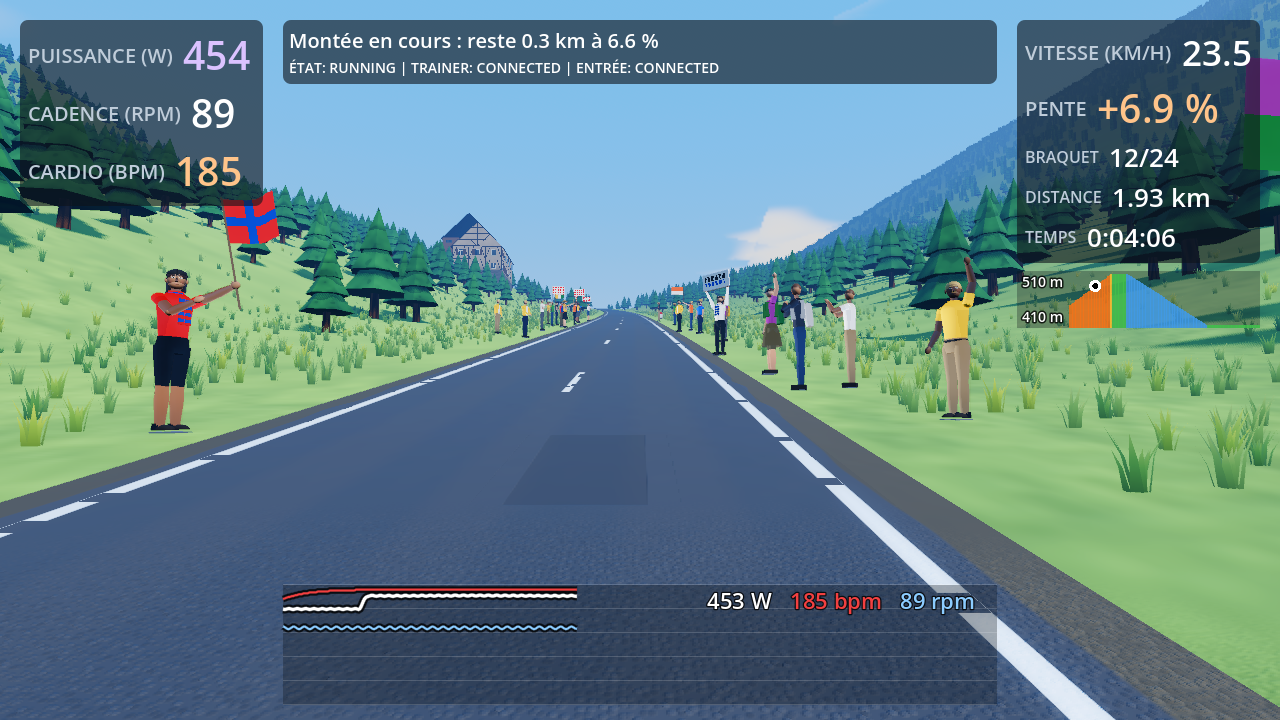 PUISSANCE (W) 454
CADENCE (RPM) 89
CARDIO (BPM) 185
Montée en cours : reste 0.3 km à 6.6 %
ÉTAT: RUNNING | TRAINER: CONNECTED | ENTRÉE: CONNECTED
VITESSE (KM/H) 23.5
PENTE +6.9 %
BRAQUET 12/24
DISTANCE 1.93 km
TEMPS 0:04:06
510 m
410 m
453 W 185 bpm 89 rpm